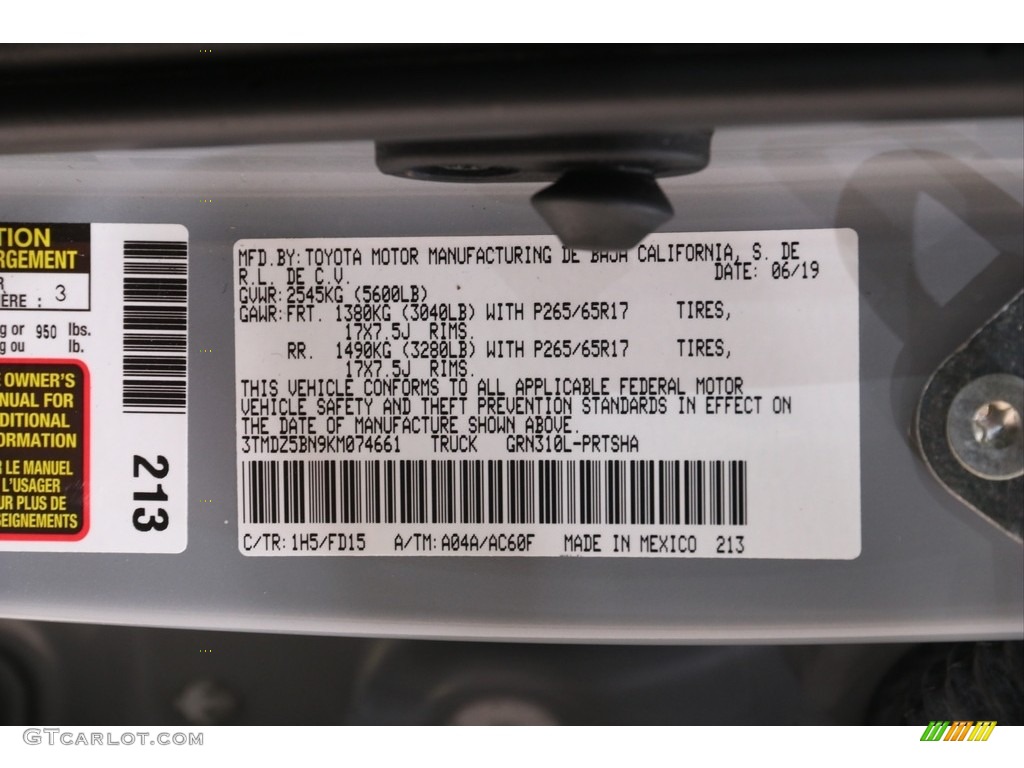 TION
RGEMENT
R
ÈRE : 3
g or 950 lbs.
g ou lb.
OWNER'S
NUAL FOR
DITIONAL
ORMATION
LE MANUEL
L'USAGER
UR PLUS DE
SEIGNEMENTS
213
MFD.BY:TOYOTA MOTOR MANUFACTURING DE BAJA CALIFORNIA, S. DE
R.L. DE C.V. DATE: 06/19
GVWR:2545KG (5600LB)
GAWR:FRT. 1380KG (3040LB) WITH P265/65R17 TIRES,
17X7.5J RIMS.
RR. 1490KG (3280LB) WITH P265/65R17 TIRES,
17X7.5J RIMS.
THIS VEHICLE CONFORMS TO ALL APPLICABLE FEDERAL MOTOR
VEHICLE SAFETY AND THEFT PREVENTION STANDARDS IN EFFECT ON
THE DATE OF MANUFACTURE SHOWN ABOVE.
3TMDZ5BN9KM074661 TRUCK GRN310L-PRTSHA
C/TR:1H5/FD15 A/TM:A04A/AC60F MADE IN MEXICO 213
GTCarlot.com